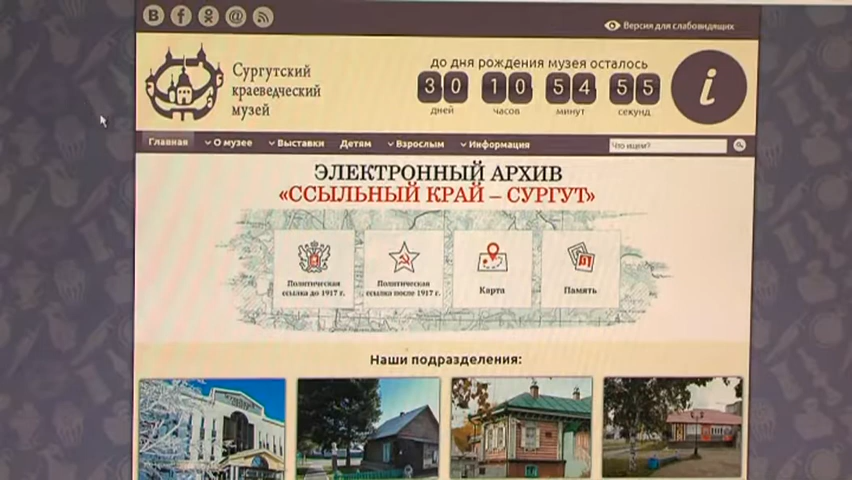 Версия для слабовидящих
Сургутский
краеведческий
музей
до дня рождения музея осталось
30 10 54 55
дней часов минут секунд
i
Главная О музее Выставки Детям Взрослым Информация Что ищем?
ЭЛЕКТРОННЫЙ АРХИВ
«ССЫЛЬНЫЙ КРАЙ – СУРГУТ»
Политическая
ссылка до 1917 г.
Политическая
ссылка после 1917 г.
Карта
Память
Наши подразделения: